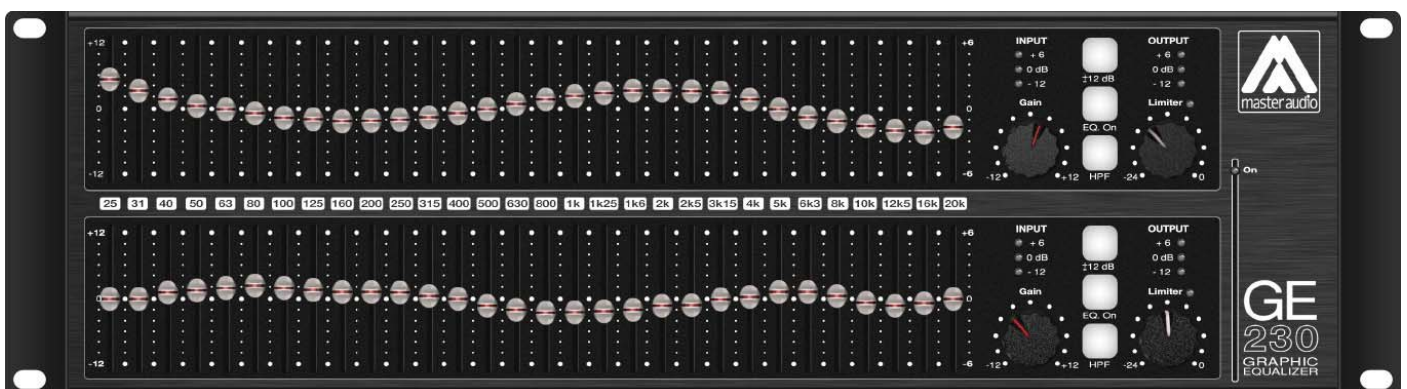 +12 +6
INPUT OUTPUT
+ 6 + 6
0 dB 0 dB
- 12 - 12
‡12 dB
master audio
0 0
Gain Limiter
EQ. On
-12 -6
-12 +12 HPF -24 0
On
25 31 40 50 63 80 100 125 160 200 250 315 400 500 630 800 1k 1k25 1k6 2k 2k5 3k15 4k 5k 6k3 8k 10k 12k5 16k 20k
+12 +6
INPUT OUTPUT
+ 6 + 6
0 dB 0 dB
- 12 - 12
‡12 dB
0 0
Gain Limiter
EQ. On
-12 -6
-12 +12 HPF -24 0
GE
230
GRAPHIC
EQUALIZER